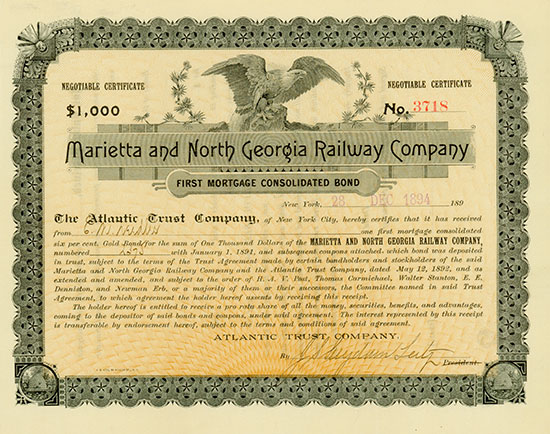 NEGOTIABLE CERTIFICATE
NEGOTIABLE CERTIFICATE
$1,000
No. 3718
Marietta and North Georgia Railway Company
FIRST MORTGAGE CONSOLIDATED BOND
New York, 28 DEC 1894 189
The Atlantic Trust Company, of New York City, hereby certifies that it has received
from one first mortgage consolidated
six per cent. Gold Bond for the sum of One Thousand Dollars of the MARIETTA AND NORTH GEORGIA RAILWAY COMPANY,
numbered with January 1, 1891, and subsequent coupons attached, which bond was deposited
in trust, subject to the terms of the Trust Agreement made by certain bondholders and stockholders of the said
Marietta and North Georgia Railway Company and the Atlantic Trust Company, dated May 12, 1892, and as
extended and amended, and subject to the order of H. A. V. Post, Thomas Carmichael, Walter Stanton, E. E.
Denniston, and Newman Erb, or a majority of them, or their successors, the Committee named in said Trust
Agreement, to which agreement the holder hereof assents by receiving this receipt.
The holder hereof is entitled to receive a pro rata share of all the money, securities, benefits, and advantages,
coming to the depositor of said bonds and coupons, under said agreement. The interest represented by this receipt
is transferable by endorsement hereof, subject to the terms and conditions of said agreement.
ATLANTIC TRUST COMPANY.
By President.